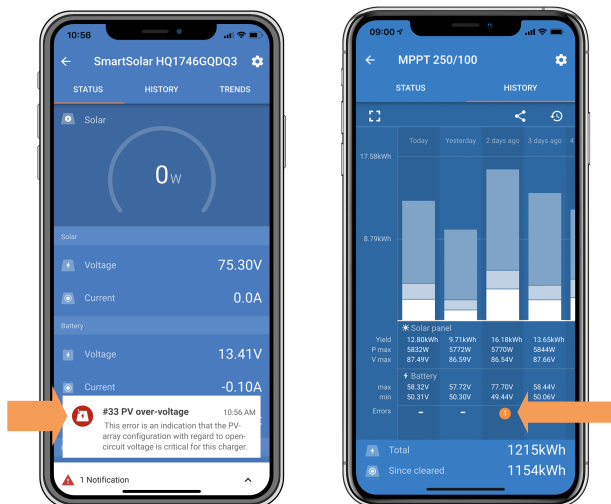 10:56
SmartSolar HQ1746GQDQ3
STATUS HISTORY TRENDS
Solar
0W
Solar
Voltage 75.30V
Current 0.0A
Battery
Voltage 13.41V
Current -0.10A
#33 PV over-voltage 10:56 AM
This error is an indication that the PV-
array configuration with regard to open-
circuit voltage is critical for this charger.
1 Notification
09:00
MPPT 250/100
STATUS HISTORY
Today Yesterday 2 days ago 3 days ago 4
17.58kWh
8.79kWh
Solar panel
Yield 12.80kWh 9.71kWh 16.18kWh 13.65kWh
P max 5832W 5772W 5770W 5844W
V max 87.49V 86.59V 86.54V 87.66V
Battery
max 58.32V 57.72V 77.70V 58.44V
min 50.31V 50.30V 49.44V 50.06V
Errors – – 1
Total 1215kWh
Since cleared 1154kWh